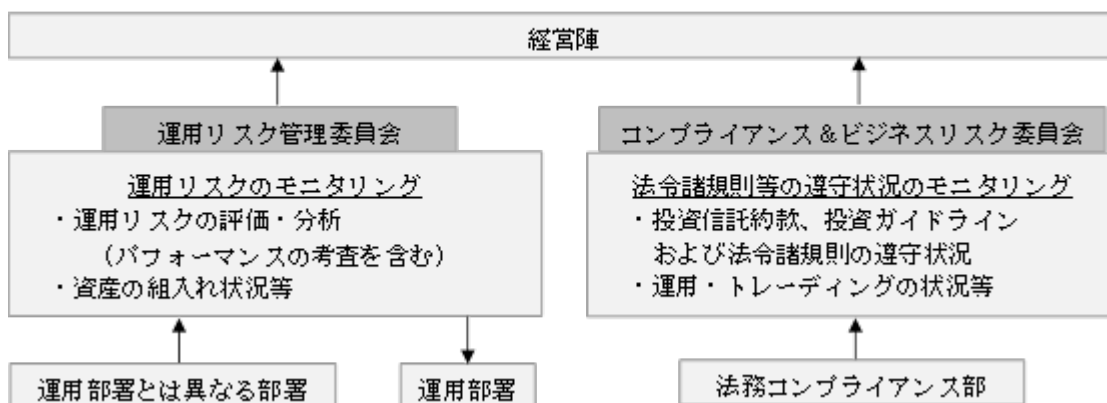 経営陣
運用リスク管理委員会
運用リスクのモニタリング
・運用リスクの評価・分析
（パフォーマンスの考査を含む）
・資産の組入れ状況等
コンプライアンス＆ビジネスリスク委員会
法令諸規則等の遵守状況のモニタリング
・投資信託約款、投資ガイドライン
および法令諸規則の遵守状況
・運用・トレーディングの状況等
運用部署とは異なる部署
運用部署
法務コンプライアンス部